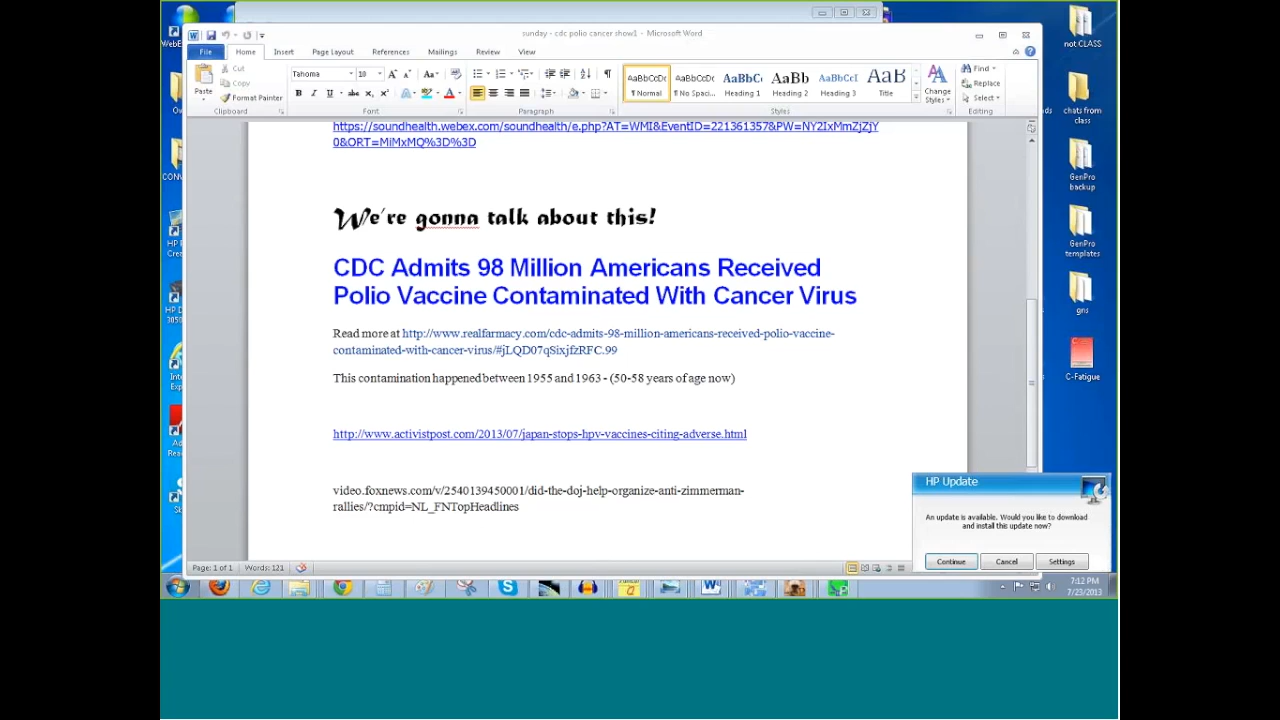 sunday - cdc polio cancer show1 - Microsoft Word
File Home Insert Page Layout References Mailings Review View
Paste
Cut
Copy
Format Painter
Clipboard
Tahoma 10
Font
Paragraph
AaBbCcDc AaBbCcDc AaBbCc AaBb AaBbCcI AaB
¶ Normal ¶ No Spaci... Heading 1 Heading 2 Heading 3 Title
Change Styles
Styles
Find
Replace
Select
Editing
https://soundhealth.webex.com/soundhealth/e.php?AT=WMI&EventID=221361357&PW=NY2IxMmZjZjY
0&ORT=MiMxMQ%3D%3D
We're gonna talk about this!
CDC Admits 98 Million Americans Received
Polio Vaccine Contaminated With Cancer Virus
Read more at http://www.realfarmacy.com/cdc-admits-98-million-americans-received-polio-vaccine-
contaminated-with-cancer-virus/#jLQD07qSixjfzRFC.99
This contamination happened between 1955 and 1963 - (50-58 years of age now)
http://www.activistpost.com/2013/07/japan-stops-hpv-vaccines-citing-adverse.html
video.foxnews.com/v/2540139450001/did-the-doj-help-organize-anti-zimmerman-
rallies/?cmpid=NL_FNTopHeadlines
Page: 1 of 1 Words: 121
not CLASS
chats from
class
GenPro
backup
GenPro
templates
gns
C-Fatigue
HP Update
An update is available. Would you like to download
and install this update now?
Continue Cancel Settings
7:12 PM
7/23/2013